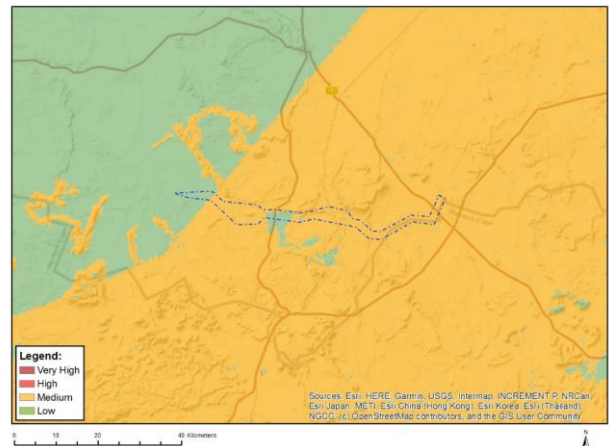 Legend:
Very High
High
Medium
Low
Sources: Esri, HERE, Garmin, USGS, Intermap, INCREMENT P, NRCan,
Esri Japan, METI, Esri China (Hong Kong), Esri Korea, Esri (Thailand),
NGCC, (c) OpenStreetMap contributors, and the GIS User Community
0 5 10 20 30 40 Kilometers